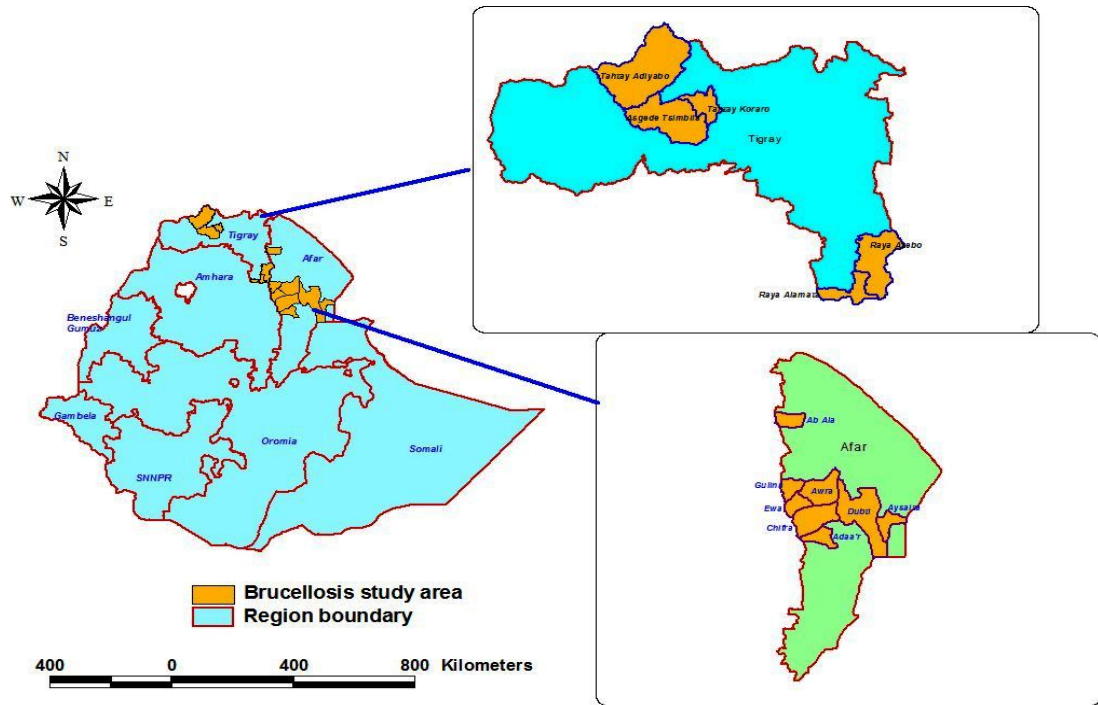 N
W
E
S
Tigray
Afar
Amhara
Beneshangul
Gumuz
Gambela
Oromia
Somali
SNNPR
Brucellosis study area
Region boundary
400 0 400 800 Kilometers
Tahtay Adiyabo
Tahtay Koraro
Asgede Tsimbila
Tigray
Raya Azebo
Raya Alamata
Ab Ala
Afar
Gulina
Awra
Ewa
Dubti
Aysaita
Chifra
Adaa'r